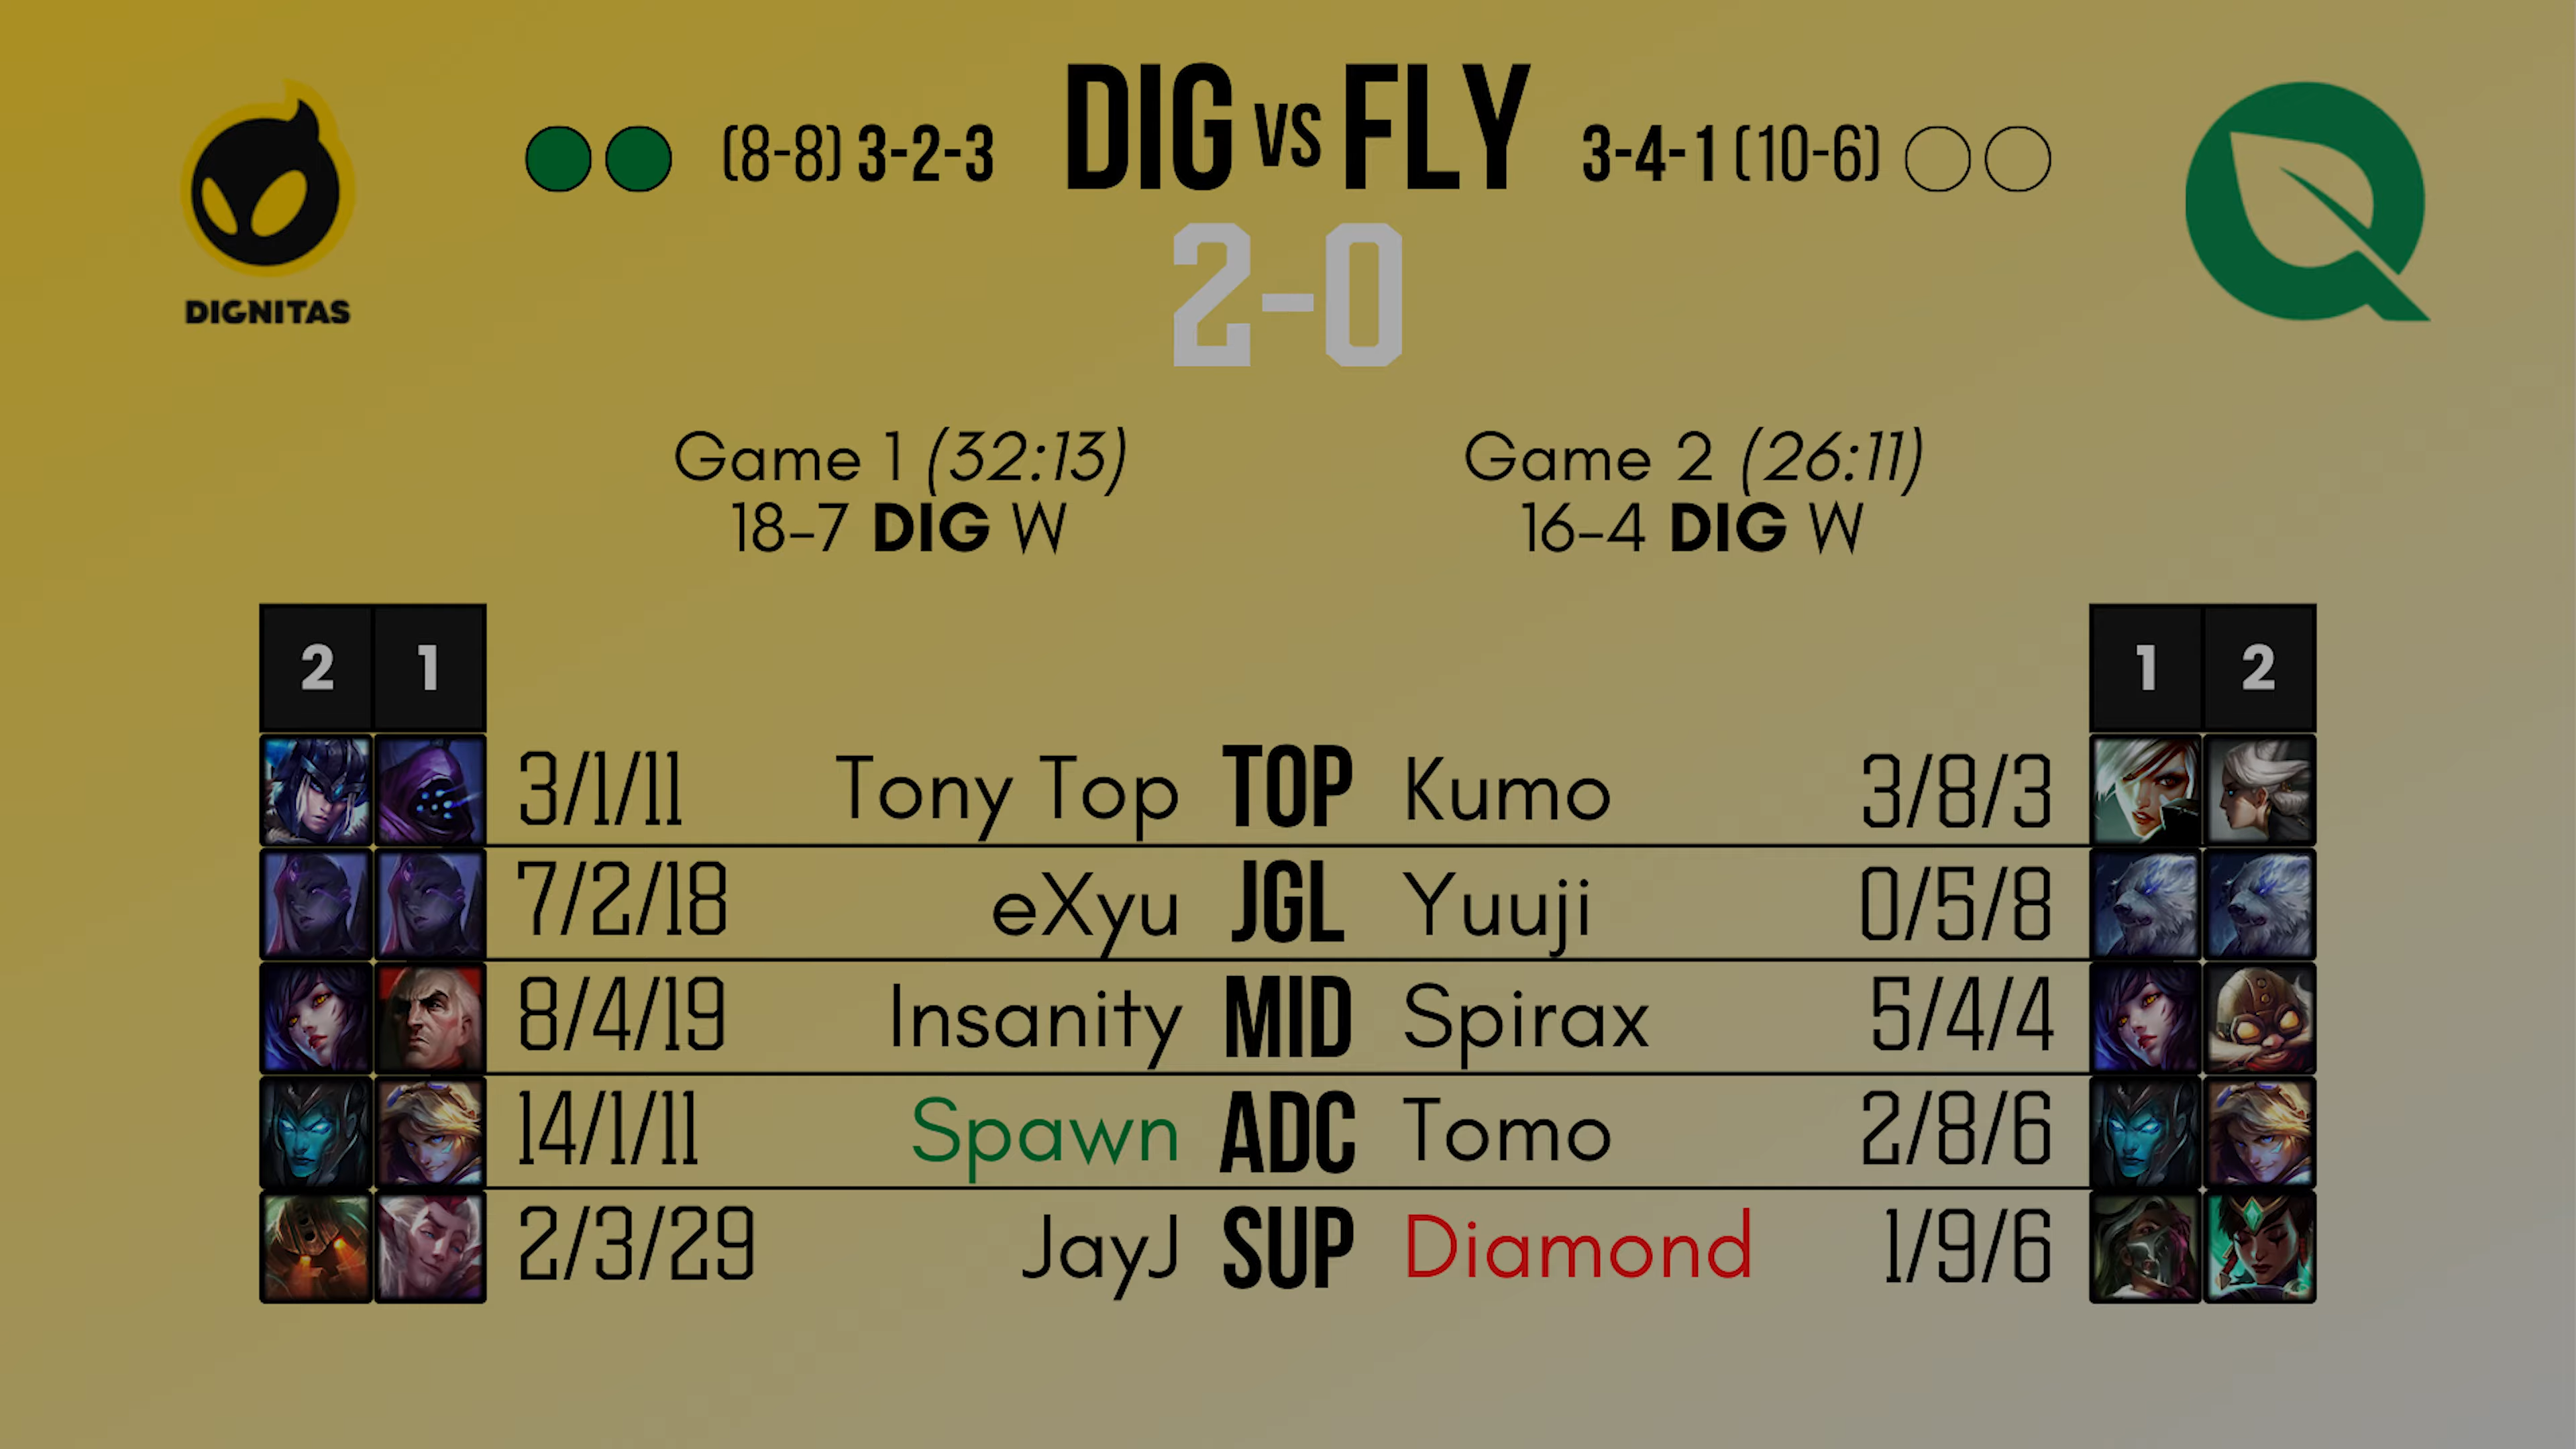 DIG VS FLY
(8-8) 3-2-3
3-4-1 (10-6)
DIGNITAS
2-0
Game 1 (32:13)
18-7 DIG W
Game 2 (26:11)
16-4 DIG W
2 1
1 2
3/1/11 Tony Top TOP Kumo 3/8/3
7/2/18 eXyu JGL Yuuji 0/5/8
8/4/19 Insanity MID Spirax 5/4/4
14/1/11 Spawn ADC Tomo 2/8/6
2/3/29 JayJ SUP Diamond 1/9/6